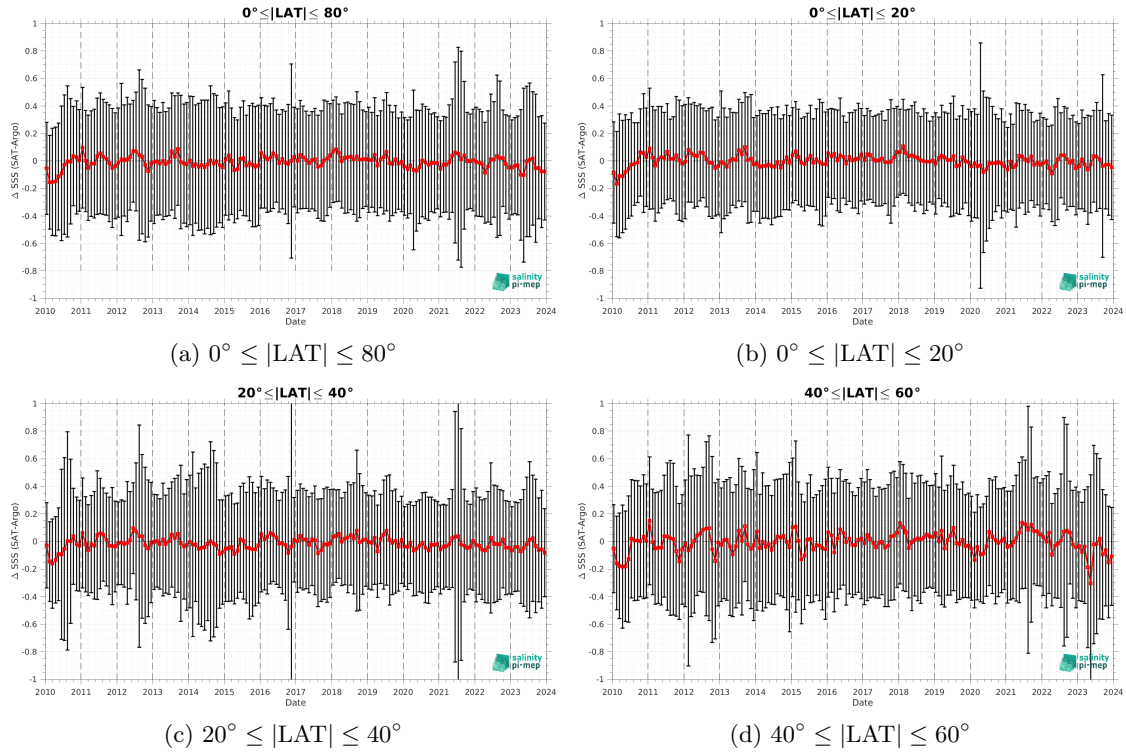 0°≤|LAT|≤ 80°
Δ SSS (SAT-Argo)
1
0.8
0.6
0.4
0.2
0
-0.2
-0.4
-0.6
-0.8
-1
2010 2011 2012 2013 2014 2015 2016 2017 2018 2019 2020 2021 2022 2023 2024
Date
salinity
pi-mep
(a) 0° ≤ |LAT| ≤ 80°
0°≤|LAT|≤ 20°
Δ SSS (SAT-Argo)
1
0.8
0.6
0.4
0.2
0
-0.2
-0.4
-0.6
-0.8
-1
2010 2011 2012 2013 2014 2015 2016 2017 2018 2019 2020 2021 2022 2023 2024
Date
salinity
pi-mep
(b) 0° ≤ |LAT| ≤ 20°
20°≤|LAT|≤ 40°
Δ SSS (SAT-Argo)
1
0.8
0.6
0.4
0.2
0
-0.2
-0.4
-0.6
-0.8
-1
2010 2011 2012 2013 2014 2015 2016 2017 2018 2019 2020 2021 2022 2023 2024
Date
salinity
pi-mep
(c) 20° ≤ |LAT| ≤ 40°
40°≤|LAT|≤ 60°
Δ SSS (SAT-Argo)
1
0.8
0.6
0.4
0.2
0
-0.2
-0.4
-0.6
-0.8
-1
2010 2011 2012 2013 2014 2015 2016 2017 2018 2019 2020 2021 2022 2023 2024
Date
salinity
pi-mep
(d) 40° ≤ |LAT| ≤ 60°